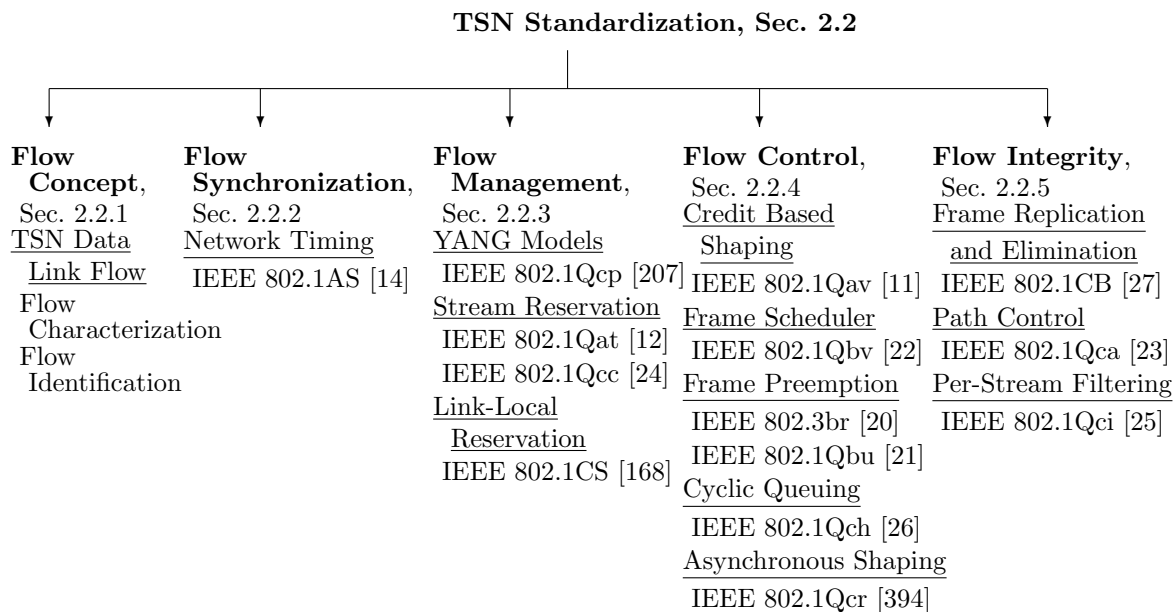 TSN Standardization, Sec. 2.2
Flow
Concept,
Sec. 2.2.1
TSN Data
Link Flow
Flow
Characterization
Flow
Identification
Flow
Synchronization,
Sec. 2.2.2
Network Timing
IEEE 802.1AS [14]
Flow
Management,
Sec. 2.2.3
YANG Models
IEEE 802.1Qcp [207]
Stream Reservation
IEEE 802.1Qat [12]
IEEE 802.1Qcc [24]
Link-Local
Reservation
IEEE 802.1CS [168]
Flow Control,
Sec. 2.2.4
Credit Based
Shaping
IEEE 802.1Qav [11]
Frame Scheduler
IEEE 802.1Qbv [22]
Frame Preemption
IEEE 802.3br [20]
IEEE 802.1Qbu [21]
Cyclic Queuing
IEEE 802.1Qch [26]
Asynchronous Shaping
IEEE 802.1Qcr [394]
Flow Integrity,
Sec. 2.2.5
Frame Replication
and Elimination
IEEE 802.1CB [27]
Path Control
IEEE 802.1Qca [23]
Per-Stream Filtering
IEEE 802.1Qci [25]